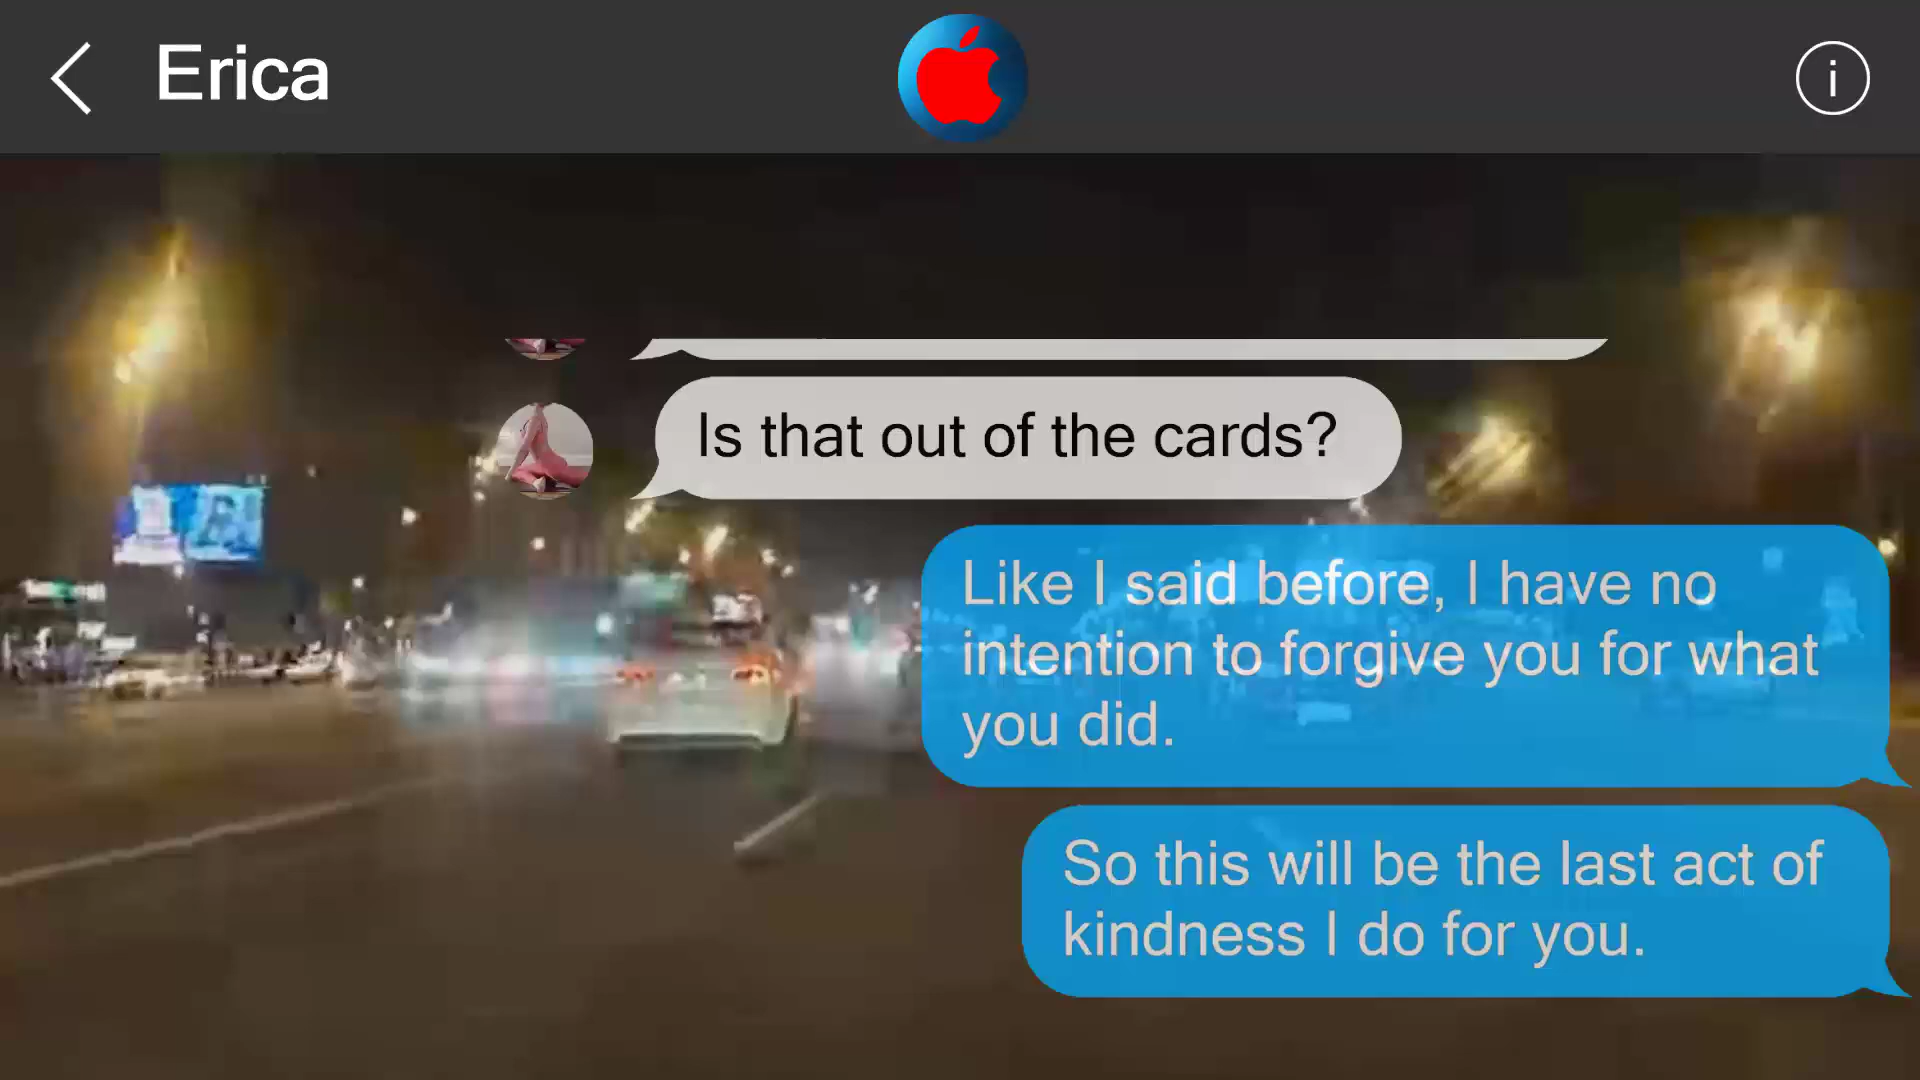 Erica
Is that out of the cards?
Like I said before, I have no
intention to forgive you for what
you did.
So this will be the last act of
kindness I do for you.